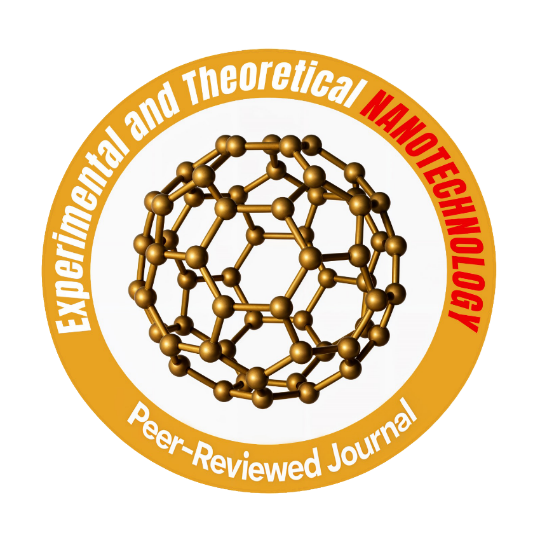 Experimental and Theoretical NANOTECHNOLOGY
Peer-Reviewed Journal